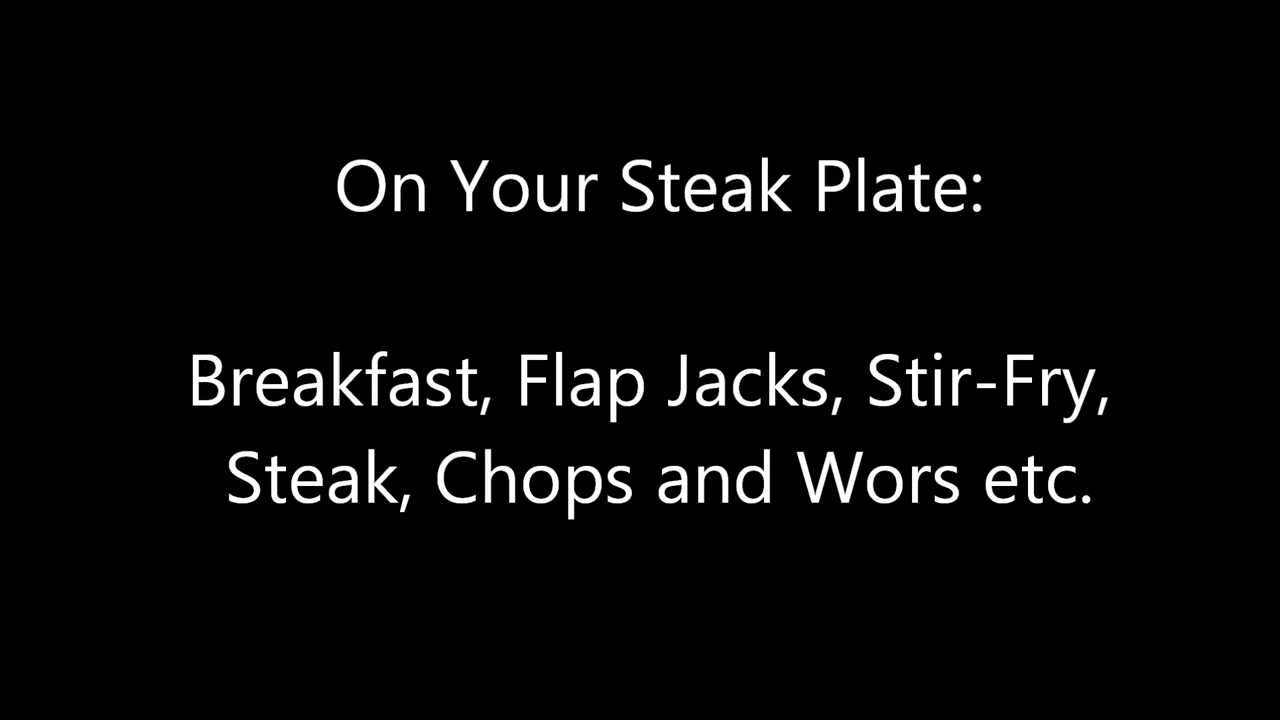 On Your Steak Plate:
Breakfast, Flap Jacks, Stir-Fry,
Steak, Chops and Wors etc.